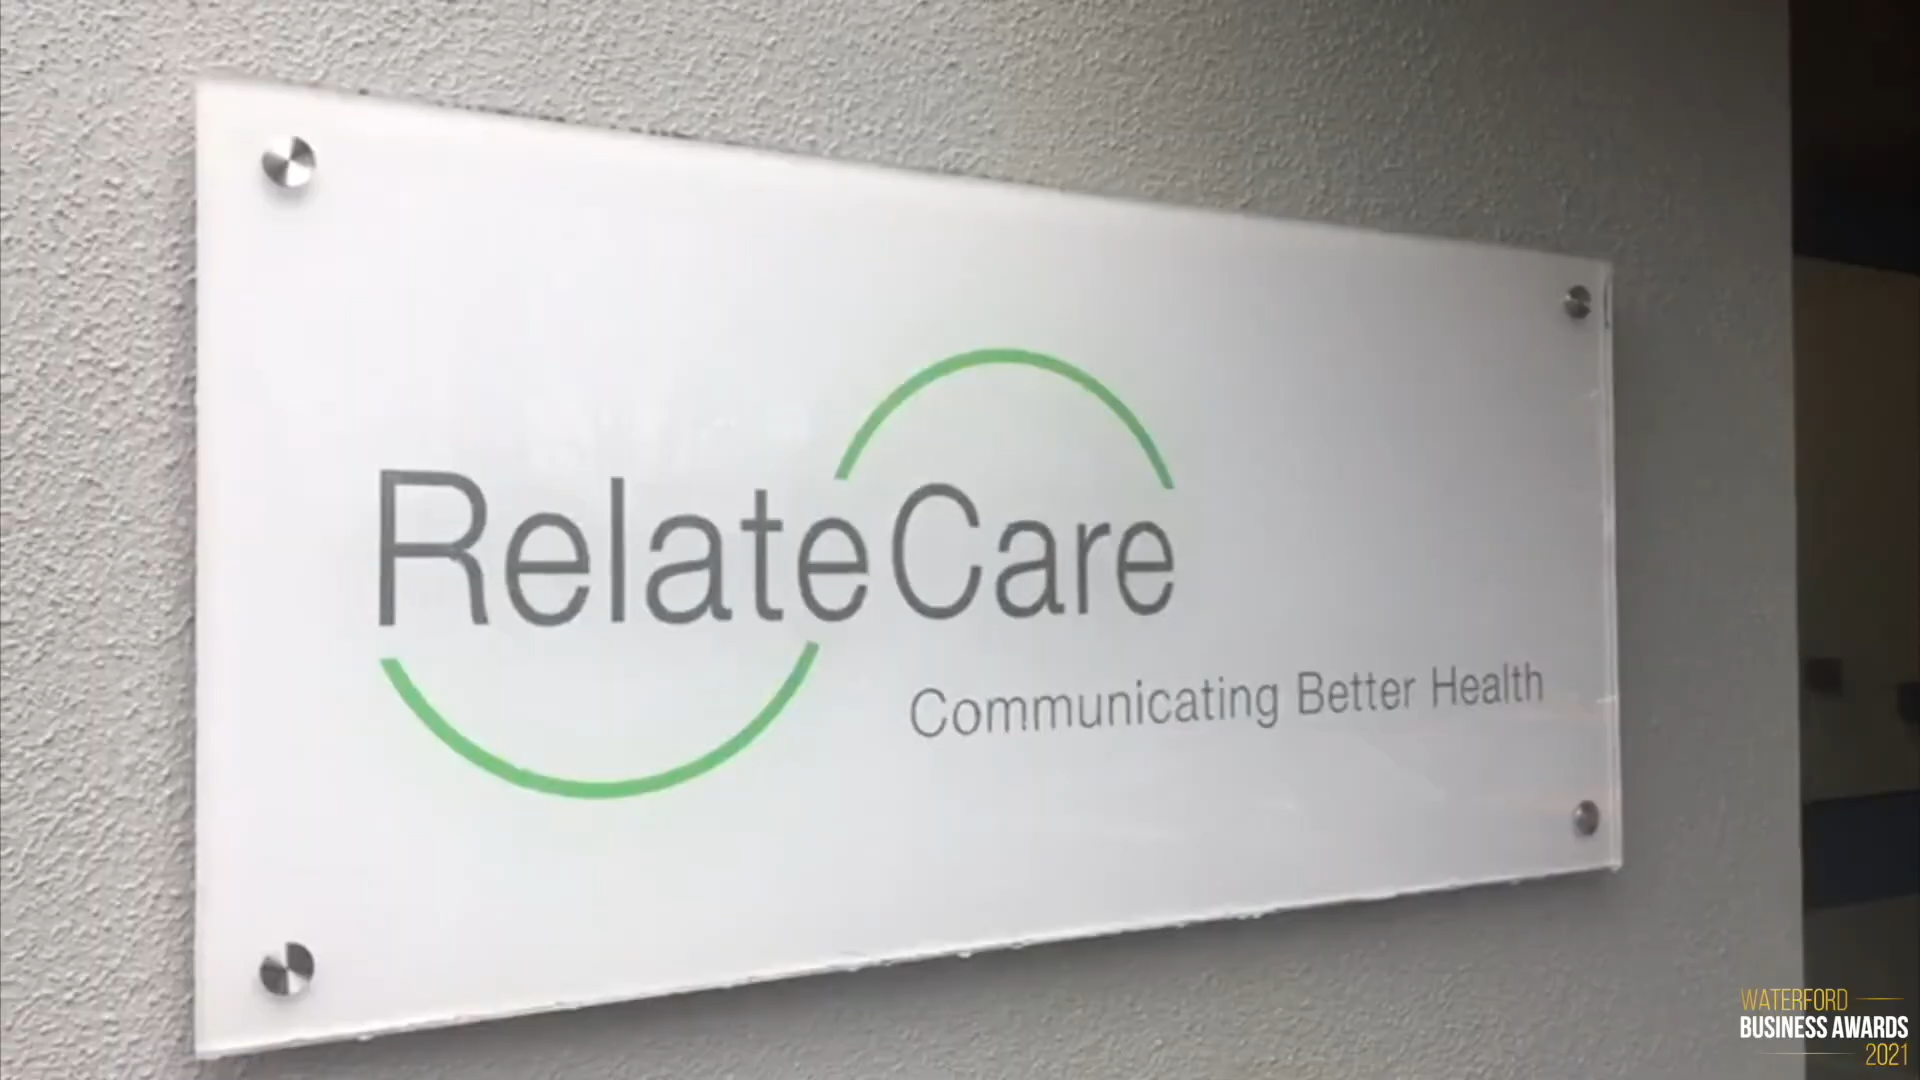 RelateCare
Communicating Better Health
WATERFORD
BUSINESS AWARDS
2021